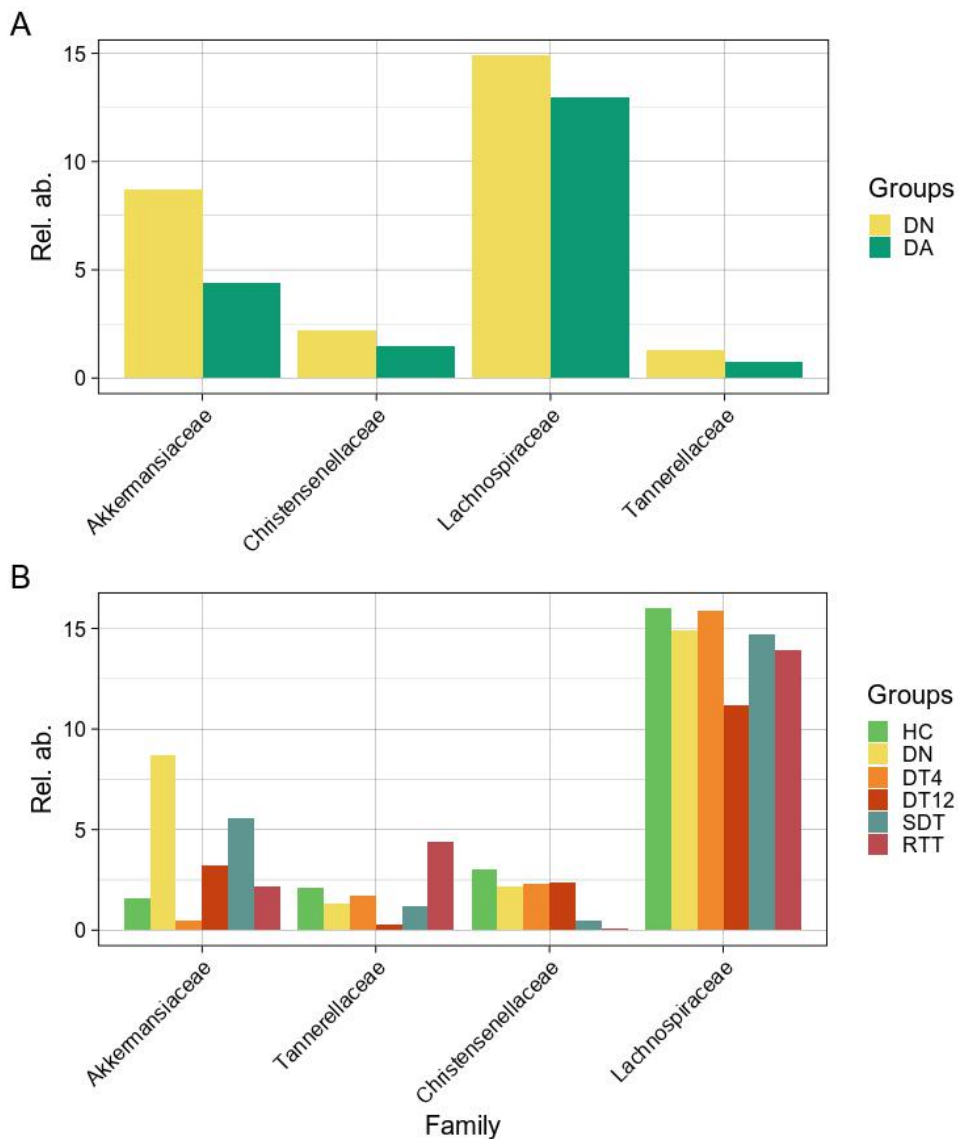 A
Rel. ab.
15
10
5
0
Akkermansiaceae
Christensenellaceae
Lachnospiraceae
Tannerellaceae
Groups
DN
DA
B
Rel. ab.
15
10
5
0
Akkermansiaceae
Tannerellaceae
Christensenellaceae
Lachnospiraceae
Family
Groups
HC
DN
DT4
DT12
SDT
RTT